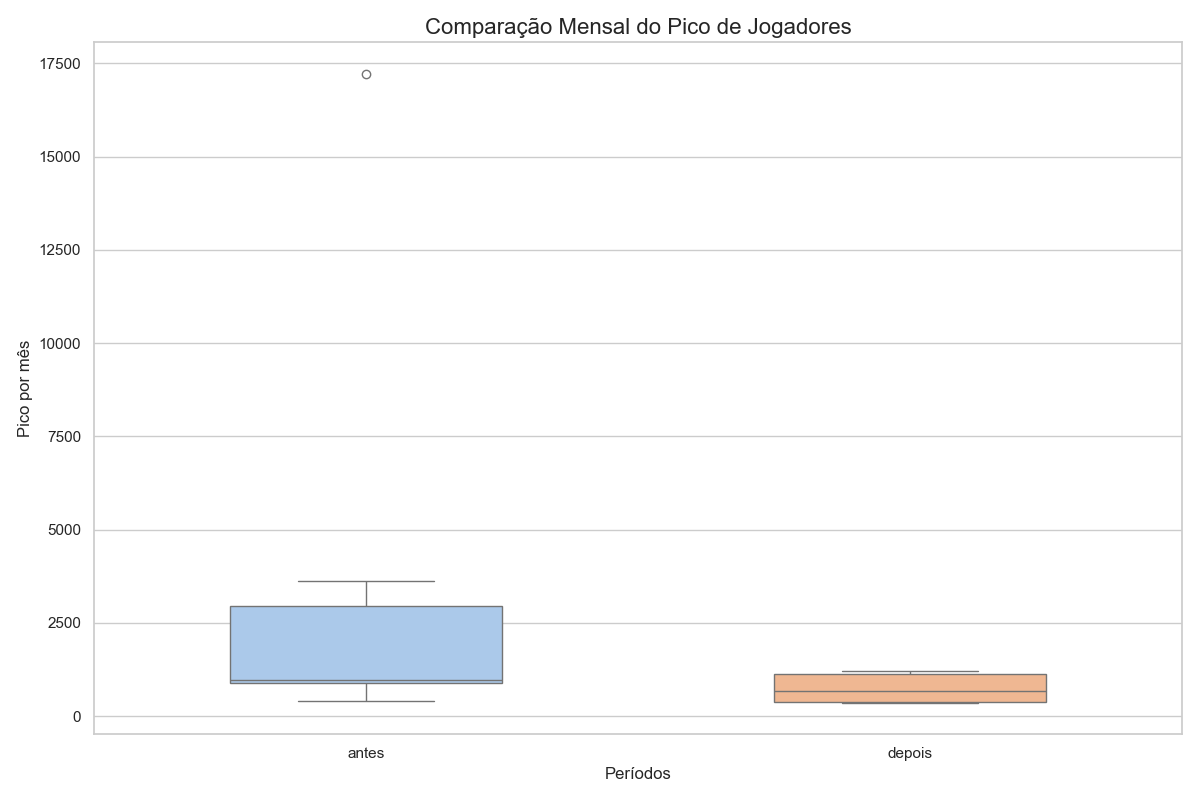 Comparação Mensal do Pico de Jogadores
17500
15000
12500
10000
7500
5000
2500
0
Pico por mês
antes
depois
Períodos